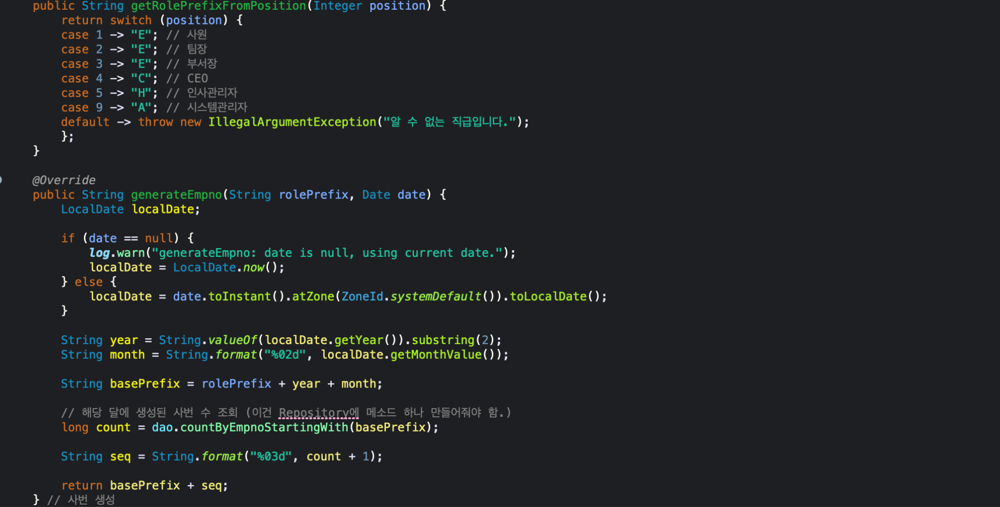 public String getRolePrefixFromPosition(Integer position) {
return switch (position) {
case 1 -> "E"; // 사원
case 2 -> "E"; // 팀장
case 3 -> "E"; // 부서장
case 4 -> "C"; // CEO
case 5 -> "H"; // 인사관리자
case 9 -> "A"; // 시스템관리자
default -> throw new IllegalArgumentException("알 수 없는 직급입니다.");
};
}
@Override
public String generateEmpno(String rolePrefix, Date date) {
LocalDate localDate;
if (date == null) {
log.warn("generateEmpno: date is null, using current date.");
localDate = LocalDate.now();
} else {
localDate = date.toInstant().atZone(ZoneId.systemDefault()).toLocalDate();
}
String year = String.valueOf(localDate.getYear()).substring(2);
String month = String.format("%02d", localDate.getMonthValue());
String basePrefix = rolePrefix + year + month;
// 해당 달에 생성된 사번 수 조회 (이건 Repository에 메소드 하나 만들어줘야 함.)
long count = dao.countByEmpnoStartingWith(basePrefix);
String seq = String.format("%03d", count + 1);
return basePrefix + seq;
} // 사번 생성